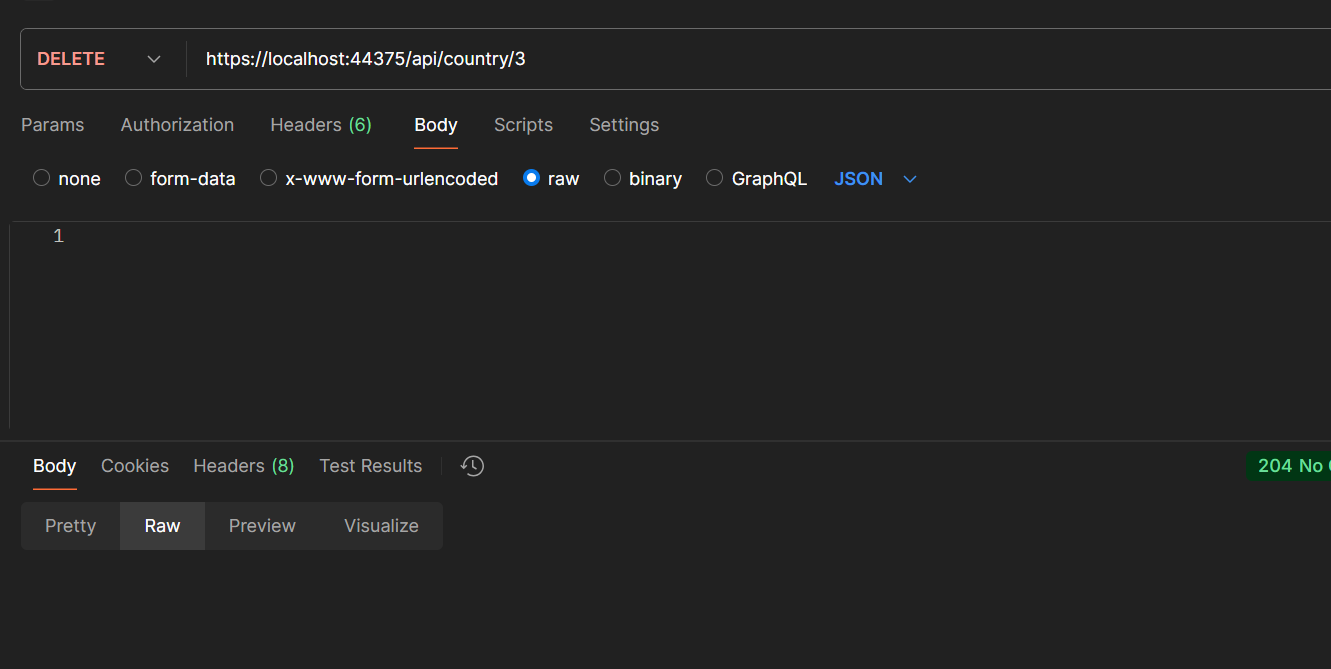 DELETE https://localhost:44375/api/country/3
Params Authorization Headers (6) Body Scripts Settings
none form-data x-www-form-urlencoded raw binary GraphQL JSON
1
Body Cookies Headers (8) Test Results 204 No
Pretty Raw Preview Visualize